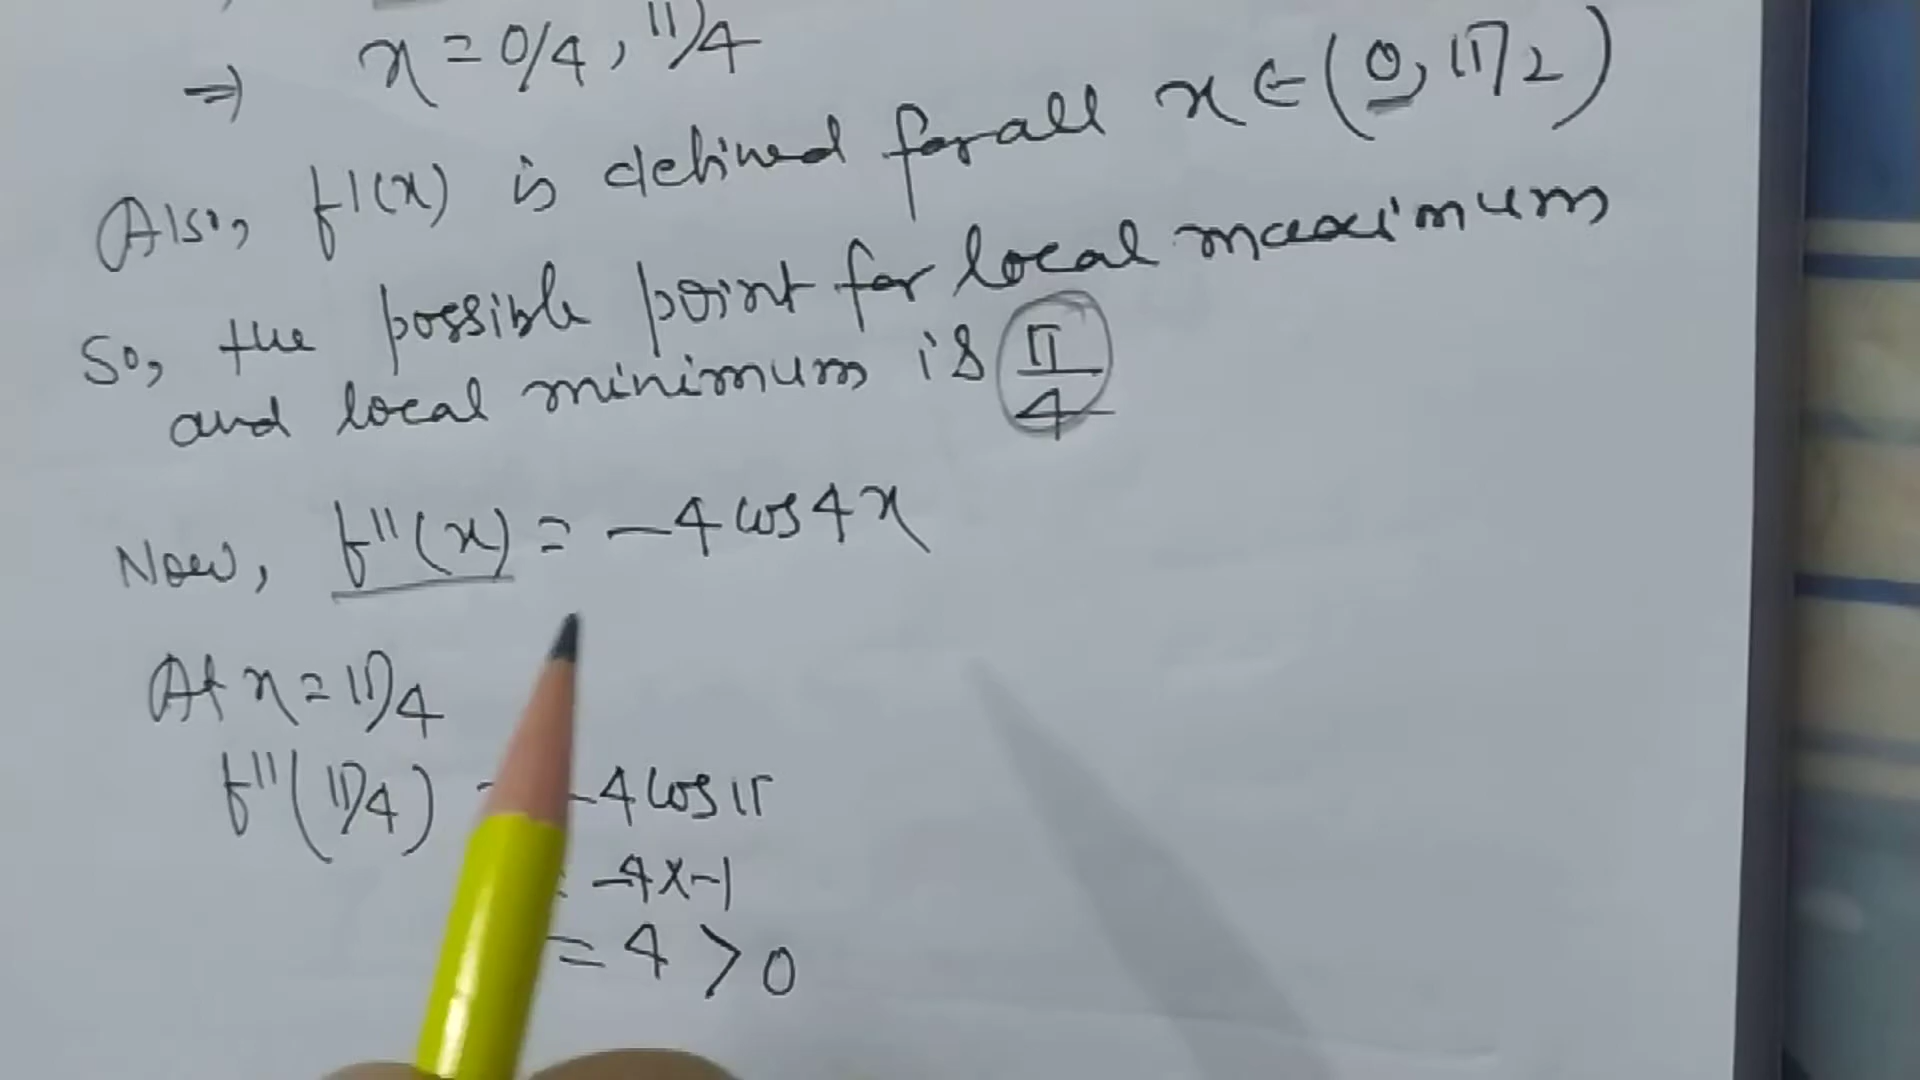 ⇒ x = 0/4, π/4
Also, f'(x) is defined for all x ∈ (0, π/2)
So, the possible point for local maximum
and local minimum is π/4
Now, f''(x) = -4 cos 4x
At x = π/4
f''(π/4) = -4 cos π
= -4x-1
= 4 > 0